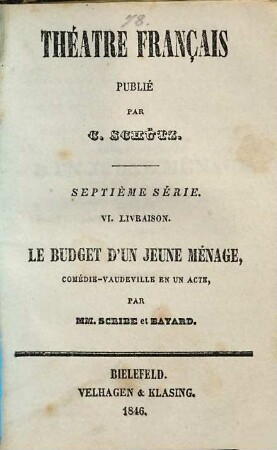 78.
THÉATRE FRANÇAIS
PUBLIÉ
PAR
C. SCHÜTZ.
SEPTIÈME SÉRIE.
VI. LIVRAISON.
LE BUDGET D'UN JEUNE MÉNAGE,
COMÉDIE-VAUDEVILLE EN UN ACTE,
PAR
MM. SCRIBE et BAYARD.
BIELEFELD.
VELHAGEN & KLASING.
1846.